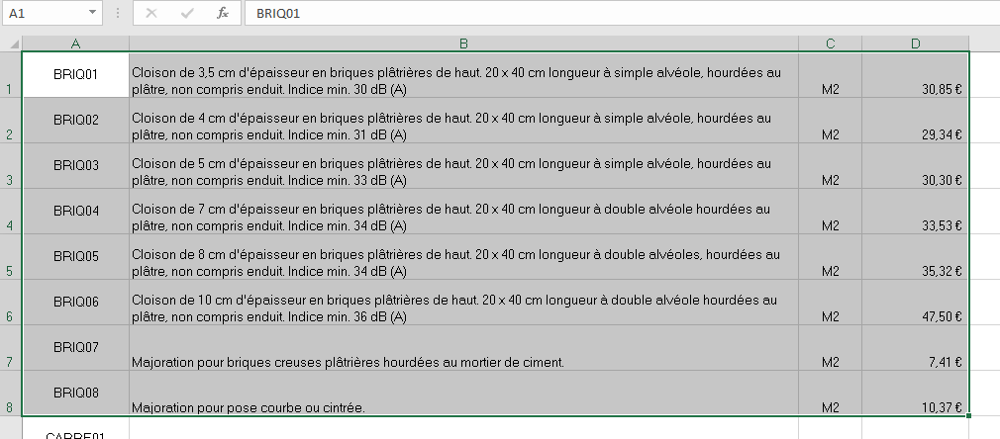 A1
fx
BRIQ01
A B C D
1 BRIQ01 Cloison de 3,5 cm d'épaisseur en briques plâtrières de haut. 20 x 40 cm longueur à simple alvéole, hourdées au
plâtre, non compris enduit. Indice min. 30 dB (A) M2 30,85 €
2 BRIQ02 Cloison de 4 cm d'épaisseur en briques plâtrières de haut. 20 x 40 cm longueur à simple alvéole, hourdées au
plâtre, non compris enduit. Indice min. 31 dB (A) M2 29,34 €
3 BRIQ03 Cloison de 5 cm d'épaisseur en briques plâtrières de haut. 20 x 40 cm longueur à simple alvéole, hourdées au
plâtre, non compris enduit. Indice min. 33 dB (A) M2 30,30 €
4 BRIQ04 Cloison de 7 cm d'épaisseur en briques plâtrières de haut. 20 x 40 cm longueur à double alvéole hourdées au
plâtre, non compris enduit. Indice min. 34 dB (A) M2 33,53 €
5 BRIQ05 Cloison de 8 cm d'épaisseur en briques plâtrières de haut. 20 x 40 cm longueur à double alvéoles, hourdées au
plâtre, non compris enduit. Indice min. 34 dB (A) M2 35,32 €
6 BRIQ06 Cloison de 10 cm d'épaisseur en briques plâtrières de haut. 20 x 40 cm longueur à double alvéole hourdées au
plâtre, non compris enduit. Indice min. 36 dB (A) M2 47,50 €
7 BRIQ07 Majoration pour briques creuses plâtrières hourdées au mortier de ciment. M2 7,41 €
8 BRIQ08 Majoration pour pose courbe ou cintrée. M2 10,37 €
CARRE01